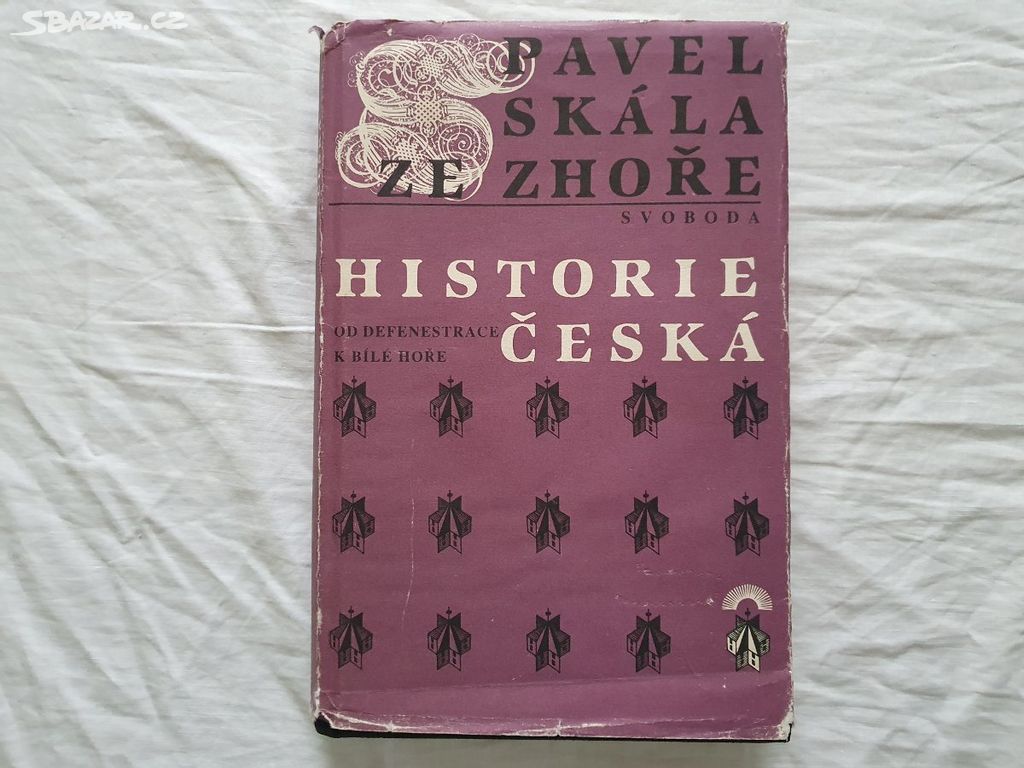 SBAZAR.CZ
PAVEL
SKÁLA
ZE ZHOŘE
SVOBODA
HISTORIE
OD DEFENESTRACE
K BÍLÉ HOŘE
ČESKÁ